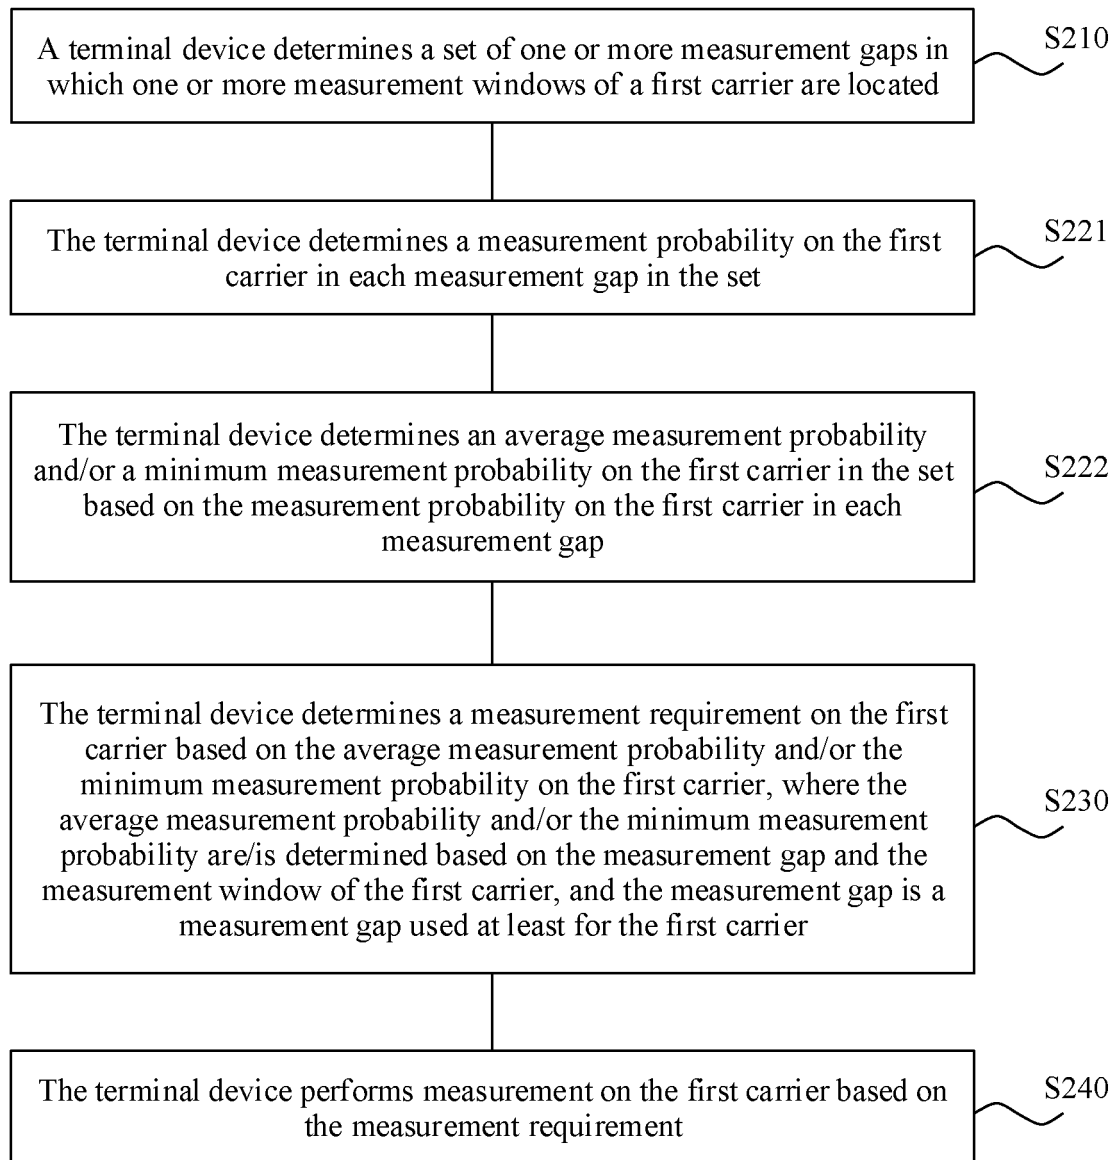 A terminal device determines a set of one or more measurement gaps in
which one or more measurement windows of a first carrier are located
S210
The terminal device determines a measurement probability on the first
carrier in each measurement gap in the set
S221
The terminal device determines an average measurement probability
and/or a minimum measurement probability on the first carrier in the set
based on the measurement probability on the first carrier in each
measurement gap
S222
The terminal device determines a measurement requirement on the first
carrier based on the average measurement probability and/or the
minimum measurement probability on the first carrier, where the
average measurement probability and/or the minimum measurement
probability are/is determined based on the measurement gap and the
measurement window of the first carrier, and the measurement gap is a
measurement gap used at least for the first carrier
S230
The terminal device performs measurement on the first carrier based on
the measurement requirement
S240